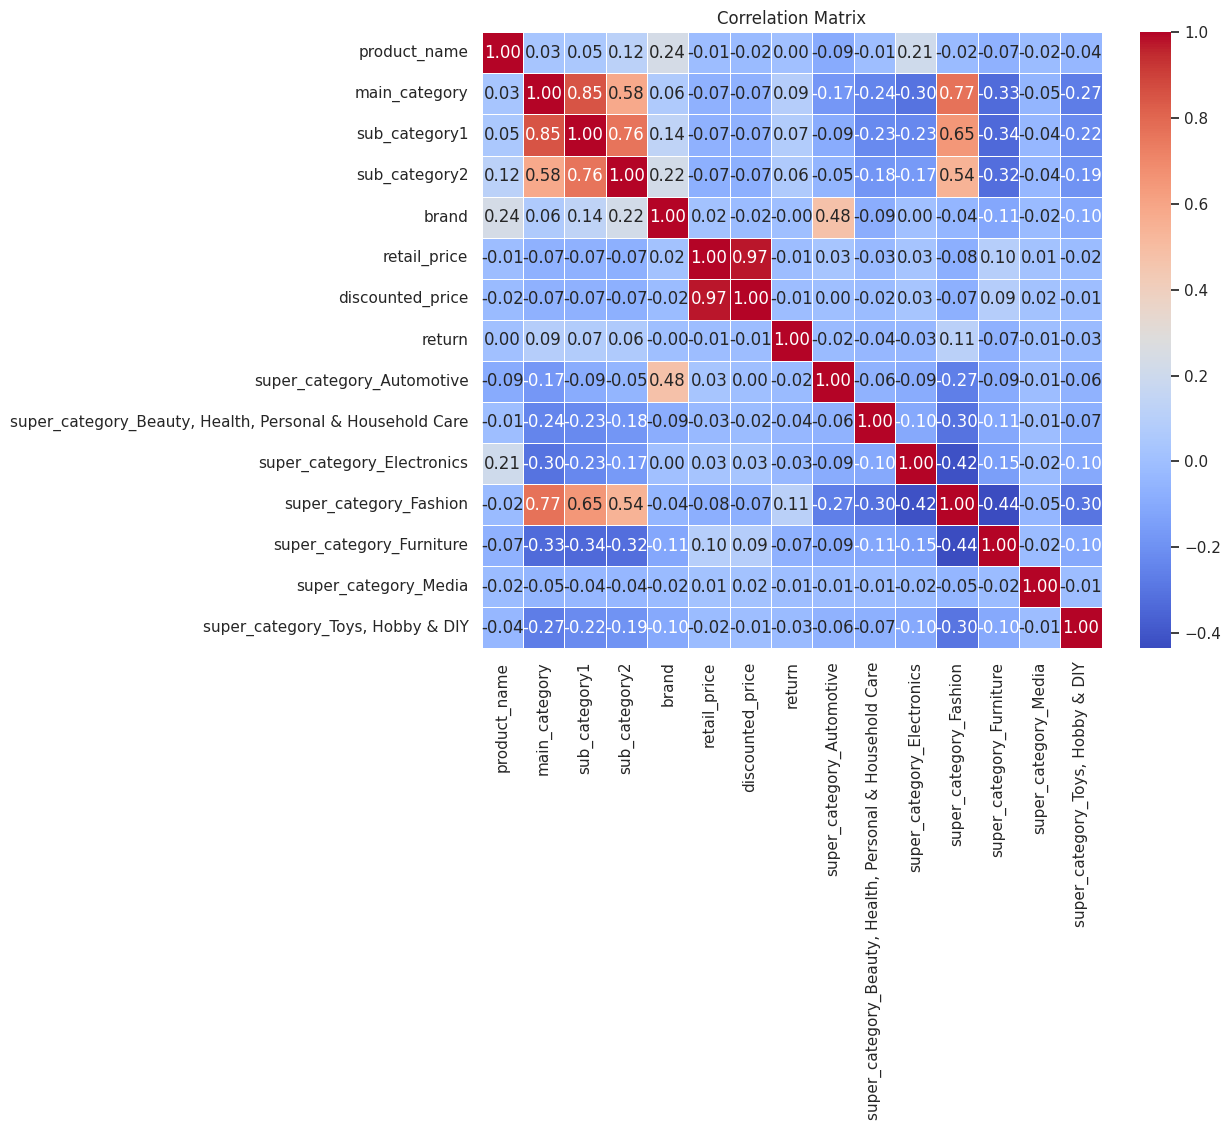 Correlation Matrix
product_name 1.00 0.03 0.05 0.12 0.24 -0.01 -0.02 0.00 -0.09 -0.01 0.21 -0.02 -0.07 -0.02 -0.04
main_category 0.03 1.00 0.85 0.58 0.06 -0.07 -0.07 0.09 -0.17 -0.24 -0.30 0.77 -0.33 -0.05 -0.27
sub_category1 0.05 0.85 1.00 0.76 0.14 -0.07 -0.07 0.07 -0.09 -0.23 -0.23 0.65 -0.34 -0.04 -0.22
sub_category2 0.12 0.58 0.76 1.00 0.22 -0.07 -0.07 0.06 -0.05 -0.18 -0.17 0.54 -0.32 -0.04 -0.19
brand 0.24 0.06 0.14 0.22 1.00 0.02 -0.02 -0.00 0.48 -0.09 0.00 -0.04 -0.11 -0.02 -0.10
retail_price -0.01 -0.07 -0.07 -0.07 0.02 1.00 0.97 -0.01 0.03 -0.03 0.03 -0.08 0.10 0.01 -0.02
discounted_price -0.02 -0.07 -0.07 -0.07 -0.02 0.97 1.00 -0.01 0.00 -0.02 0.03 -0.07 0.09 0.02 -0.01
return 0.00 0.09 0.07 0.06 -0.00 -0.01 -0.01 1.00 -0.02 -0.04 -0.03 0.11 -0.07 -0.01 -0.03
super_category_Automotive -0.09 -0.17 -0.09 -0.05 0.48 0.03 0.00 -0.02 1.00 -0.06 -0.09 -0.27 -0.09 -0.01 -0.06
super_category_Beauty, Health, Personal & Household Care -0.01 -0.24 -0.23 -0.18 -0.09 -0.03 -0.02 -0.04 -0.06 1.00 -0.10 -0.30 -0.11 -0.01 -0.07
super_category_Electronics 0.21 -0.30 -0.23 -0.17 0.00 0.03 0.03 -0.03 -0.09 -0.10 1.00 -0.42 -0.15 -0.02 -0.10
super_category_Fashion -0.02 0.77 0.65 0.54 -0.04 -0.08 -0.07 0.11 -0.27 -0.30 -0.42 1.00 -0.44 -0.05 -0.30
super_category_Furniture -0.07 -0.33 -0.34 -0.32 -0.11 0.10 0.09 -0.07 -0.09 -0.11 -0.15 -0.44 1.00 -0.02 -0.10
super_category_Media -0.02 -0.05 -0.04 -0.04 -0.02 0.01 0.02 -0.01 -0.01 -0.01 -0.02 -0.05 -0.02 1.00 -0.01
super_category_Toys, Hobby & DIY -0.04 -0.27 -0.22 -0.19 -0.10 -0.02 -0.01 -0.03 -0.06 -0.07 -0.10 -0.30 -0.10 -0.01 1.00
product_name
main_category
sub_category1
sub_category2
brand
retail_price
discounted_price
return
super_category_Automotive
super_category_Beauty, Health, Personal & Household Care
super_category_Electronics
super_category_Fashion
super_category_Furniture
super_category_Media
super_category_Toys, Hobby & DIY
1.0
0.8
0.6
0.4
0.2
0.0
−0.2
−0.4